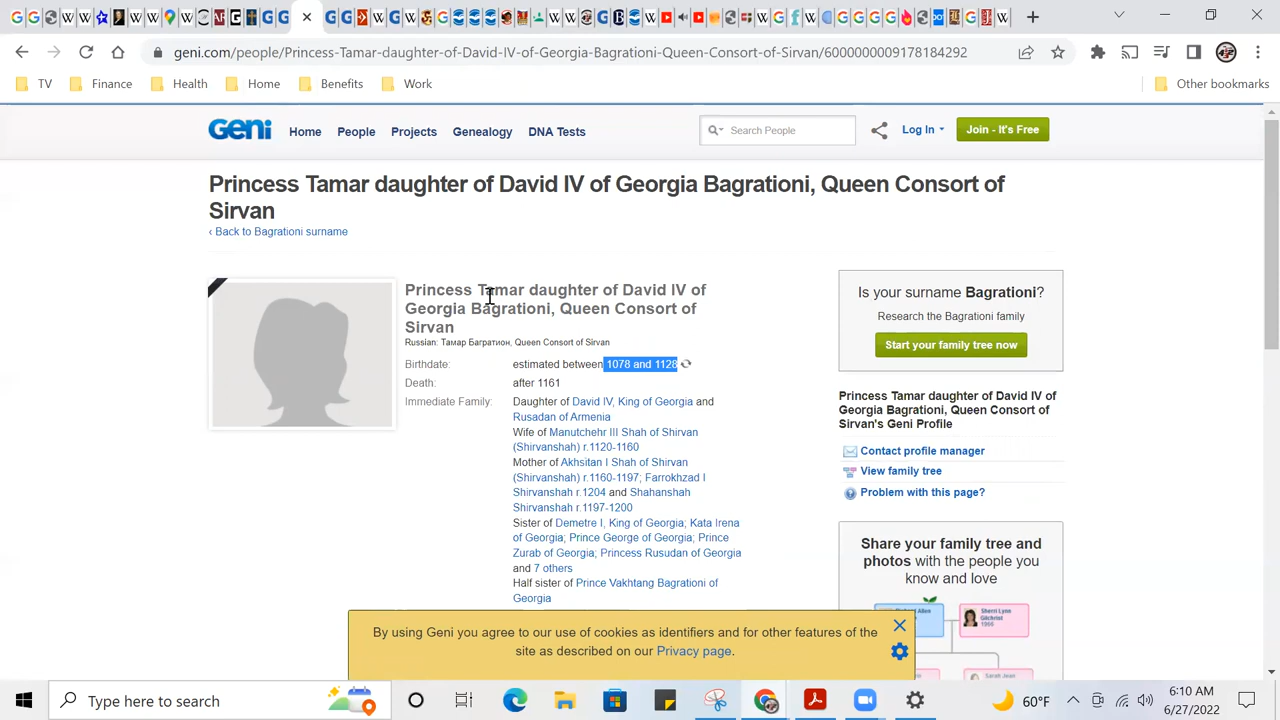 geni.com/people/Princess-Tamar-daughter-of-David-IV-of-Georgia-Bagrationi-Queen-Consort-of-Sirvan/6000000009178184292
TV Finance Health Home Benefits Work Other bookmarks
Geni Home People Projects Genealogy DNA Tests Search People Log In Join - It's Free
Princess Tamar daughter of David IV of Georgia Bagrationi, Queen Consort of
Sirvan
‹ Back to Bagrationi surname
Princess Tamar daughter of David IV of
Georgia Bagrationi, Queen Consort of
Sirvan
Russian: Тамар Багратион, Queen Consort of Sirvan
Birthdate: estimated between 1078 and 1128
Death: after 1161
Immediate Family: Daughter of David IV, King of Georgia and
Rusadan of Armenia
Wife of Manutchehr III Shah of Shirvan
(Shirvanshah) r.1120-1160
Mother of Akhsitan I Shah of Shirvan
(Shirvanshah) r.1160-1197; Farrokhzad I
Shirvanshah r.1204 and Shahanshah
Shirvanshah r.1197-1200
Sister of Demetre I, King of Georgia; Kata Irena
of Georgia; Prince George of Georgia; Prince
Zurab of Georgia; Princess Rusudan of Georgia
and 7 others
Half sister of Prince Vakhtang Bagrationi of
Georgia
Is your surname Bagrationi?
Research the Bagrationi family
Start your family tree now
Princess Tamar daughter of David IV of
Georgia Bagrationi, Queen Consort of
Sirvan's Geni Profile
Contact profile manager
View family tree
Problem with this page?
Share your family tree and
photos with the people you
know and love
Sherri Lynn
Gilchrist
1966
Sarah Jean
By using Geni you agree to our use of cookies as identifiers and for other features of the
site as described on our Privacy page.
Type here to search
60°F
6:10 AM
6/27/2022